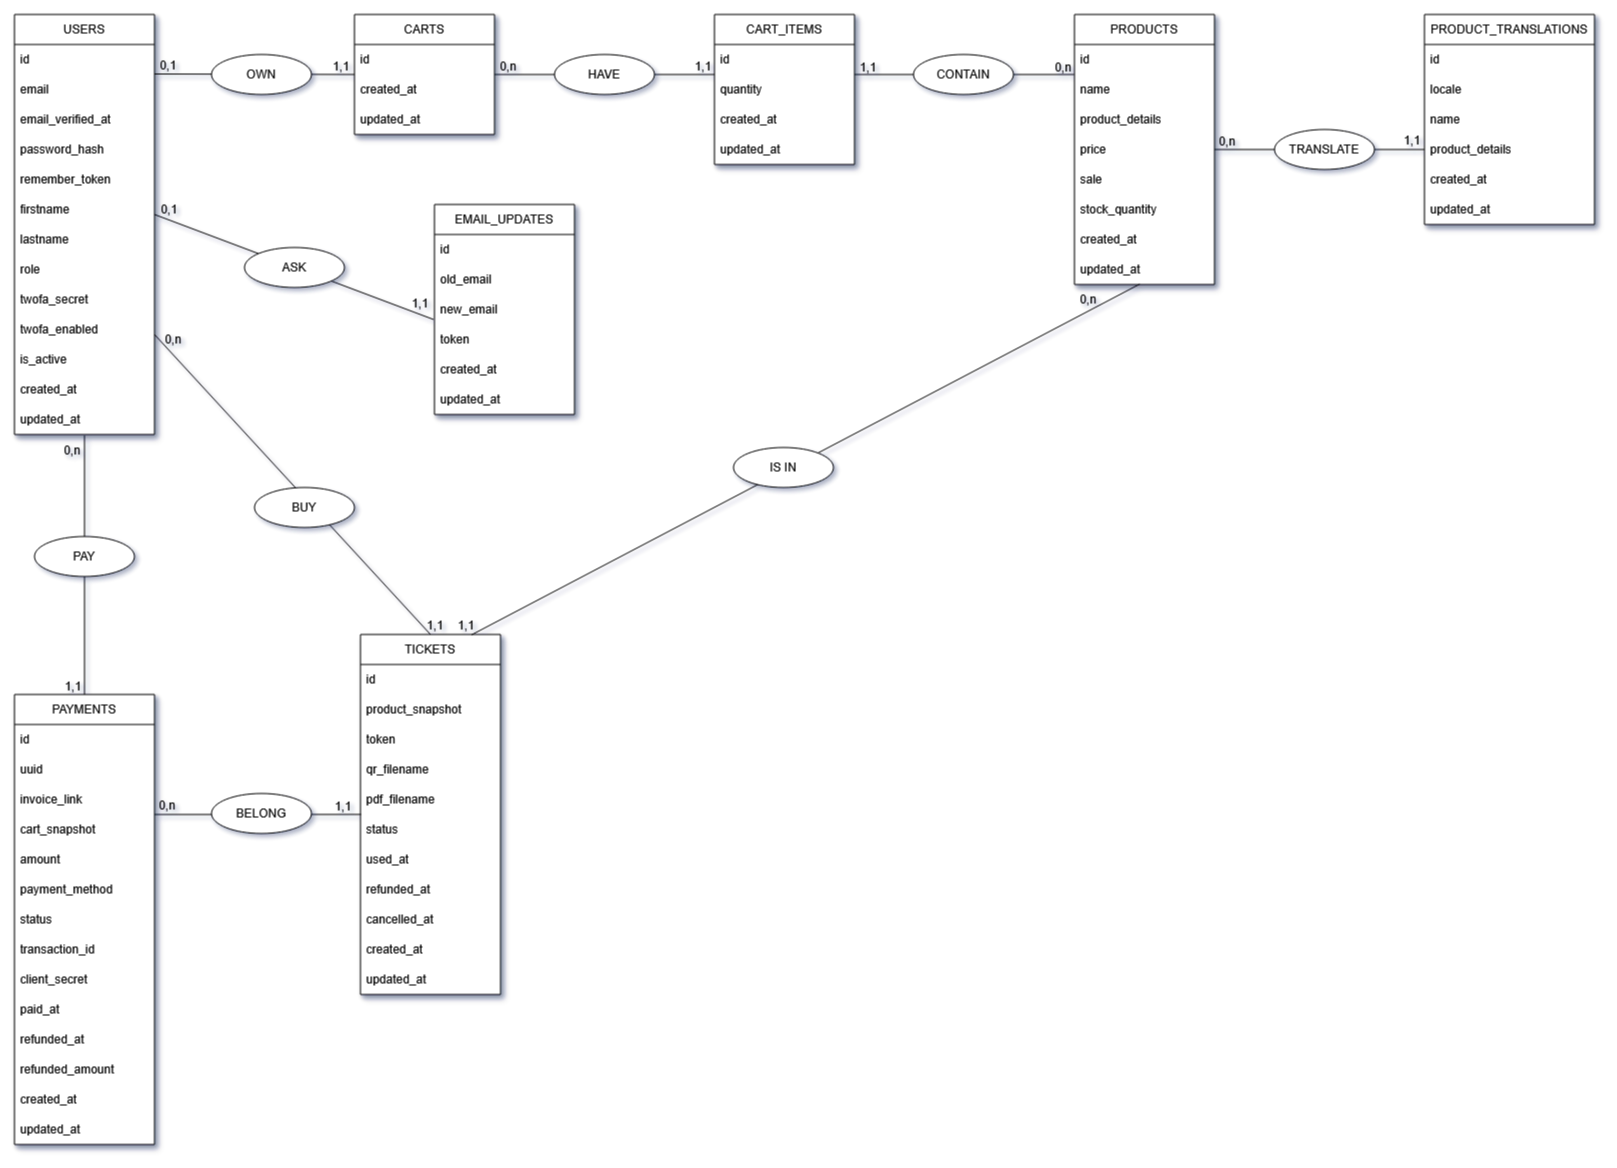 USERS
id
email
email_verified_at
password_hash
remember_token
firstname
lastname
role
twofa_secret
twofa_enabled
is_active
created_at
updated_at
0,1
OWN
1,1
CARTS
id
created_at
updated_at
0,n
HAVE
1,1
CART_ITEMS
id
quantity
created_at
updated_at
1,1
CONTAIN
0,n
PRODUCTS
id
name
product_details
price
sale
stock_quantity
created_at
updated_at
0,n
TRANSLATE
1,1
PRODUCT_TRANSLATIONS
id
locale
name
product_details
created_at
updated_at
0,1
ASK
1,1
EMAIL_UPDATES
id
old_email
new_email
token
created_at
updated_at
0,n
BUY
1,1
0,n
IS IN
1,1
0,n
PAY
1,1
TICKETS
id
product_snapshot
token
qr_filename
pdf_filename
status
used_at
refunded_at
cancelled_at
created_at
updated_at
PAYMENTS
id
uuid
invoice_link
cart_snapshot
amount
payment_method
status
transaction_id
client_secret
paid_at
refunded_at
refunded_amount
created_at
updated_at
0,n
BELONG
1,1